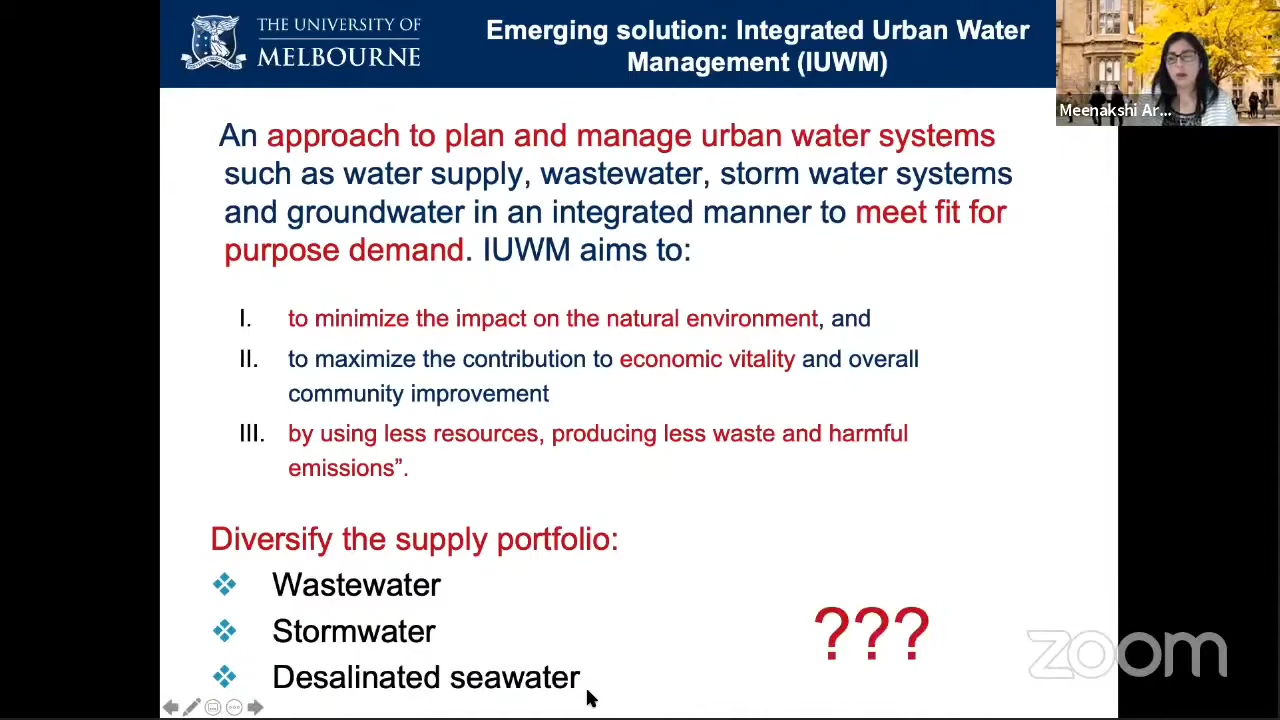 THE UNIVERSITY OF
MELBOURNE
Emerging solution: Integrated Urban Water
Management (IUWM)
Meenakshi Ar...
An approach to plan and manage urban water systems
such as water supply, wastewater, storm water systems
and groundwater in an integrated manner to meet fit for
purpose demand. IUWM aims to:
I. to minimize the impact on the natural environment, and
II. to maximize the contribution to economic vitality and overall
community improvement
III. by using less resources, producing less waste and harmful
emissions”.
Diversify the supply portfolio:
Wastewater
Stormwater
Desalinated seawater
???
zoom